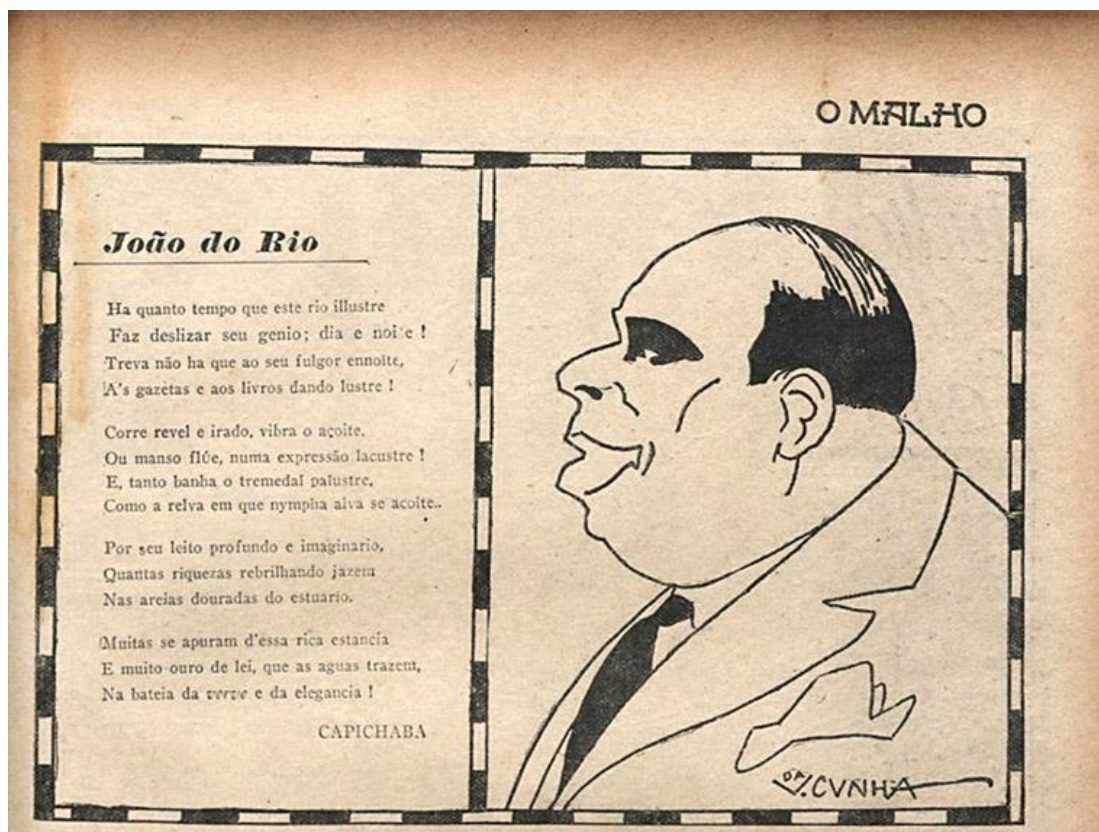 O MALHO
João do Rio
Ha quanto tempo que este rio illustre
Faz deslizar seu genio; dia e noite !
Treva não ha que ao seu fulgor ennoite,
A's gazetas e aos livros dando lustre !
Corre revel e irado, vibra o açoite,
Ou manso flúe, numa expressão lacustre !
E, tanto banha o tremedal palustre,
Como a relva em que nympha alva se acoite..
Por seu leito profundo e imaginario,
Quantas riquezas rebrilhando jazem
Nas areias douradas do estuario.
Muitas se apuram d'essa rica estancia
E muito ouro de lei, que as aguas trazem,
Na bateia da verve e da elegancia !
CAPICHABA
CVNHA